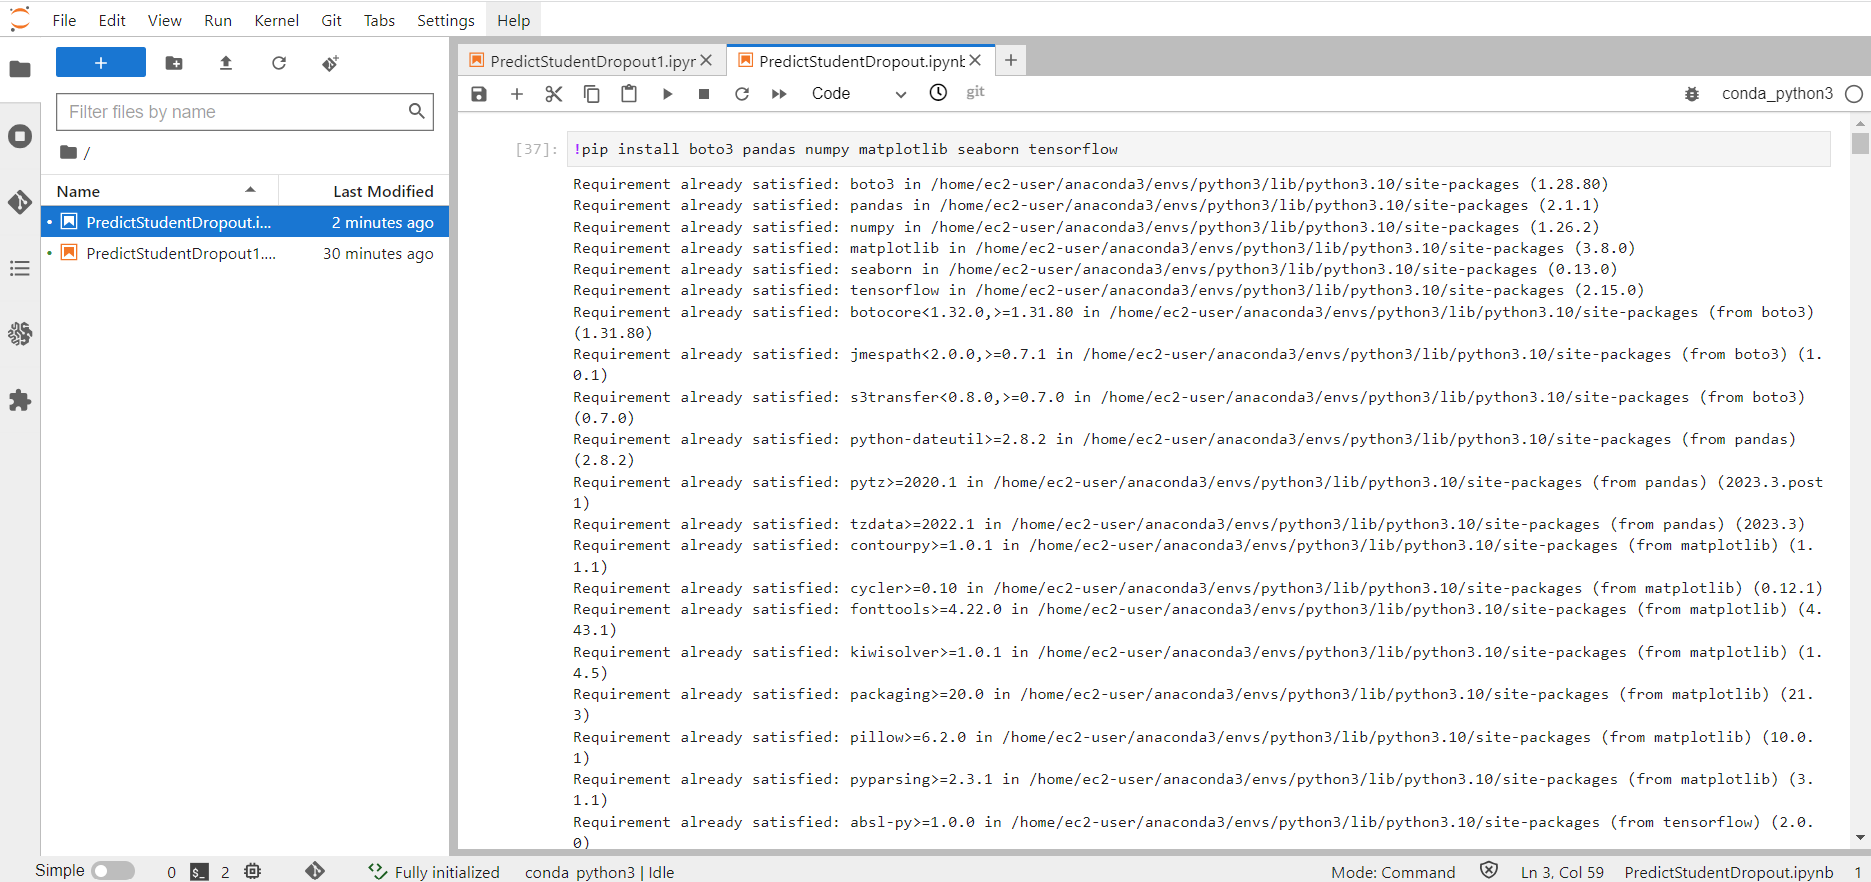 File Edit View Run Kernel Git Tabs Settings Help
+
Filter files by name
/
Name Last Modified
PredictStudentDropout.i... 2 minutes ago
PredictStudentDropout1.... 30 minutes ago
PredictStudentDropout1.ipyr
PredictStudentDropout.ipynb
Code
git
conda_python3
[37]: !pip install boto3 pandas numpy matplotlib seaborn tensorflow
Requirement already satisfied: boto3 in /home/ec2-user/anaconda3/envs/python3/lib/python3.10/site-packages (1.28.80)
Requirement already satisfied: pandas in /home/ec2-user/anaconda3/envs/python3/lib/python3.10/site-packages (2.1.1)
Requirement already satisfied: numpy in /home/ec2-user/anaconda3/envs/python3/lib/python3.10/site-packages (1.26.2)
Requirement already satisfied: matplotlib in /home/ec2-user/anaconda3/envs/python3/lib/python3.10/site-packages (3.8.0)
Requirement already satisfied: seaborn in /home/ec2-user/anaconda3/envs/python3/lib/python3.10/site-packages (0.13.0)
Requirement already satisfied: tensorflow in /home/ec2-user/anaconda3/envs/python3/lib/python3.10/site-packages (2.15.0)
Requirement already satisfied: botocore<1.32.0,>=1.31.80 in /home/ec2-user/anaconda3/envs/python3/lib/python3.10/site-packages (from boto3)
(1.31.80)
Requirement already satisfied: jmespath<2.0.0,>=0.7.1 in /home/ec2-user/anaconda3/envs/python3/lib/python3.10/site-packages (from boto3) (1.
0.1)
Requirement already satisfied: s3transfer<0.8.0,>=0.7.0 in /home/ec2-user/anaconda3/envs/python3/lib/python3.10/site-packages (from boto3)
(0.7.0)
Requirement already satisfied: python-dateutil>=2.8.2 in /home/ec2-user/anaconda3/envs/python3/lib/python3.10/site-packages (from pandas)
(2.8.2)
Requirement already satisfied: pytz>=2020.1 in /home/ec2-user/anaconda3/envs/python3/lib/python3.10/site-packages (from pandas) (2023.3.post
1)
Requirement already satisfied: tzdata>=2022.1 in /home/ec2-user/anaconda3/envs/python3/lib/python3.10/site-packages (from pandas) (2023.3)
Requirement already satisfied: contourpy>=1.0.1 in /home/ec2-user/anaconda3/envs/python3/lib/python3.10/site-packages (from matplotlib) (1.
1.1)
Requirement already satisfied: cycler>=0.10 in /home/ec2-user/anaconda3/envs/python3/lib/python3.10/site-packages (from matplotlib) (0.12.1)
Requirement already satisfied: fonttools>=4.22.0 in /home/ec2-user/anaconda3/envs/python3/lib/python3.10/site-packages (from matplotlib) (4.
43.1)
Requirement already satisfied: kiwisolver>=1.0.1 in /home/ec2-user/anaconda3/envs/python3/lib/python3.10/site-packages (from matplotlib) (1.
4.5)
Requirement already satisfied: packaging>=20.0 in /home/ec2-user/anaconda3/envs/python3/lib/python3.10/site-packages (from matplotlib) (21.
3)
Requirement already satisfied: pillow>=6.2.0 in /home/ec2-user/anaconda3/envs/python3/lib/python3.10/site-packages (from matplotlib) (10.0.
1)
Requirement already satisfied: pyparsing>=2.3.1 in /home/ec2-user/anaconda3/envs/python3/lib/python3.10/site-packages (from matplotlib) (3.
1.1)
Requirement already satisfied: absl-py>=1.0.0 in /home/ec2-user/anaconda3/envs/python3/lib/python3.10/site-packages (from tensorflow) (2.0.
0)
Simple 0 $_ 2 Fully initialized conda_python3 | Idle Mode: Command Ln 3, Col 59 PredictStudentDropout.ipynb 1